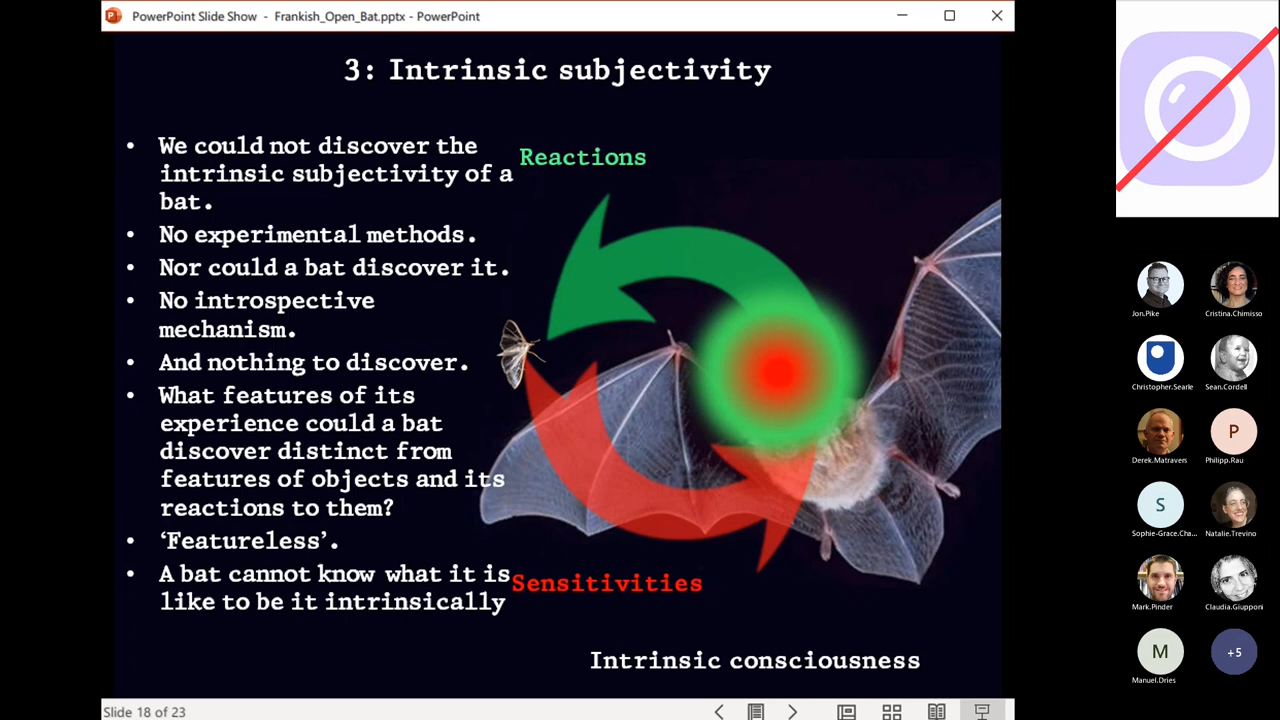 PowerPoint Slide Show - Frankish_Open_Bat.pptx - PowerPoint
3: Intrinsic subjectivity
• We could not discover the
intrinsic subjectivity of a
bat.
• No experimental methods.
• Nor could a bat discover it.
• No introspective
mechanism.
• And nothing to discover.
• What features of its
experience could a bat
discover distinct from
features of objects and its
reactions to them?
• ‘Featureless’.
• A bat cannot know what it is
like to be it intrinsically
Reactions
Sensitivities
Intrinsic consciousness
Slide 18 of 23
Jon.Pike
Cristina.Chimisso
Christopher.Searle
Sean.Cordell
Derek.Matravers
P
Philipp.Rau
S
Sophie-Grace.Cha...
Natalie.Trevino
Mark.Pinder
Claudia.Giupponi
M
Manuel.Dries
+5